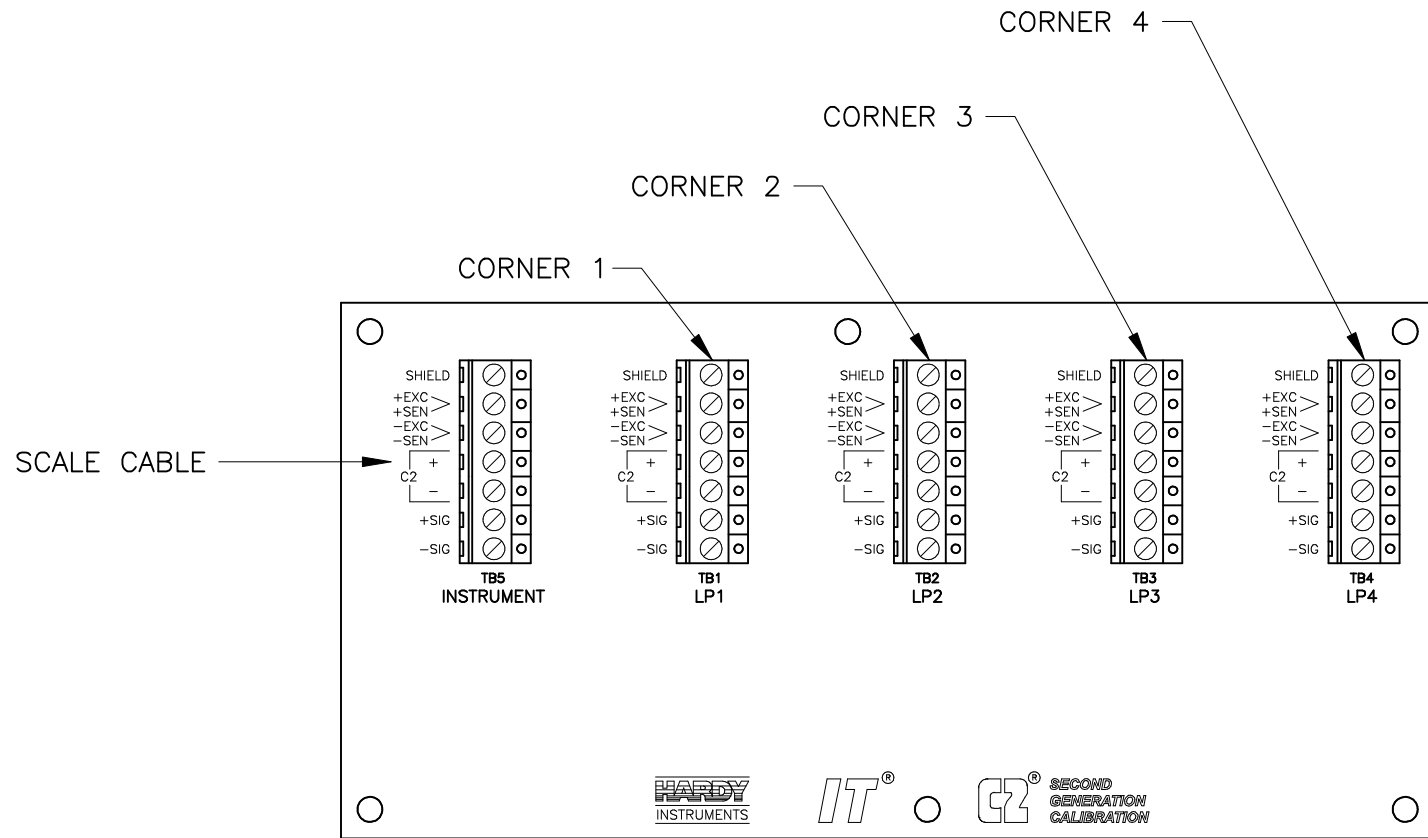 CORNER 4
CORNER 3
CORNER 2
CORNER 1
SCALE CABLE
SHIELD
+EXC
+SEN
−EXC
−SEN
C2
+
−
+SIG
−SIG
TB5
INSTRUMENT
SHIELD
+EXC
+SEN
−EXC
−SEN
C2
+
−
+SIG
−SIG
TB1
LP1
SHIELD
+EXC
+SEN
−EXC
−SEN
C2
+
−
+SIG
−SIG
TB2
LP2
SHIELD
+EXC
+SEN
−EXC
−SEN
C2
+
−
+SIG
−SIG
TB3
LP3
SHIELD
+EXC
+SEN
−EXC
−SEN
C2
+
−
+SIG
−SIG
TB4
LP4
HARDY
INSTRUMENTS
IT®
C2®
SECOND
GENERATION
CALIBRATION